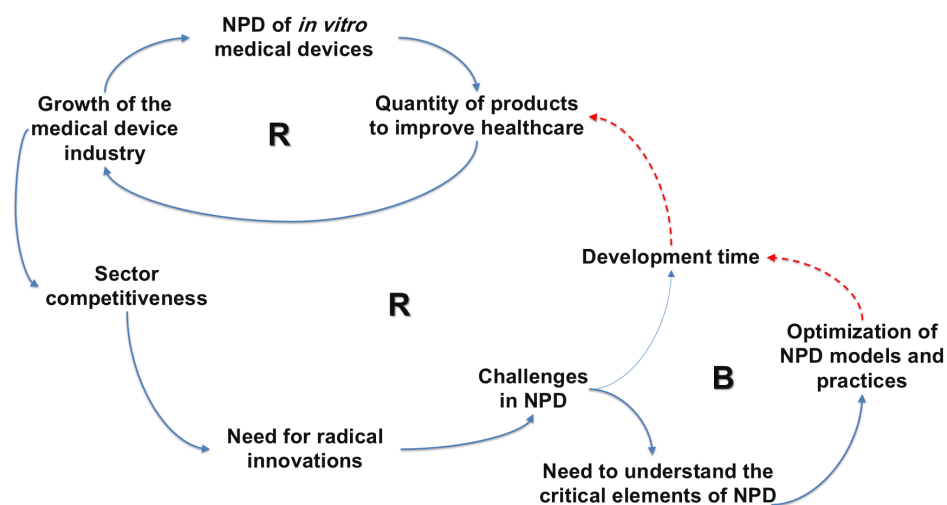 NPD of in vitro
medical devices
Growth of the
medical device
industry
R
Quantity of products
to improve healthcare
Development time
Sector
competitiveness
R
Optimization of
NPD models and
practices
B
Challenges
in NPD
Need for radical
innovations
Need to understand the
critical elements of NPD